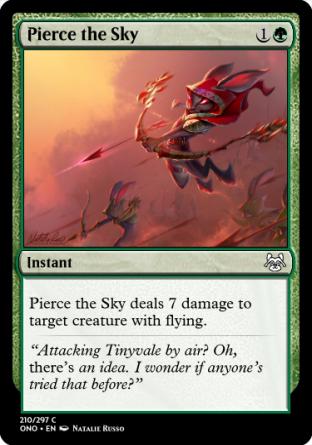 Pierce the Sky 1
Instant
Pierce the Sky deals 7 damage to
target creature with flying.
“Attacking Tinyvale by air? Oh,
there's an idea. I wonder if anyone's
tried that before?”
210/297 C
ONO • EN Natalie Russo